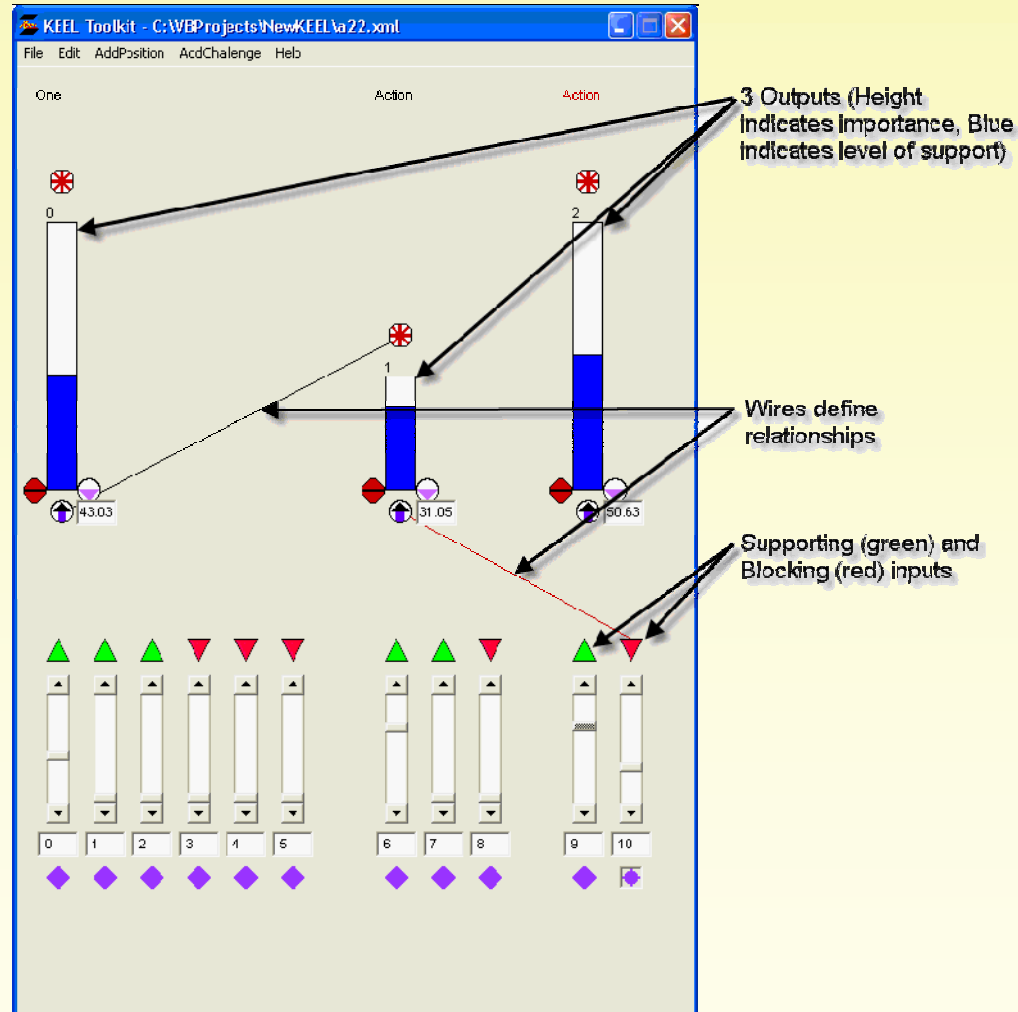 KEEL Toolkit - C:\VBProjects\NewKEEL\a22.xml
File Edit AddPosition AddChalenge Help
One Action Action
3 Outputs (Height
Indicates Importance, Blue
Indicates level of support)
0
2
1
Wires define
relationships
43.03 31.05 50.63
Supporting (green) and
Blocking (red) inputs
0 1 2 3 4 5 6 7 8 9 10